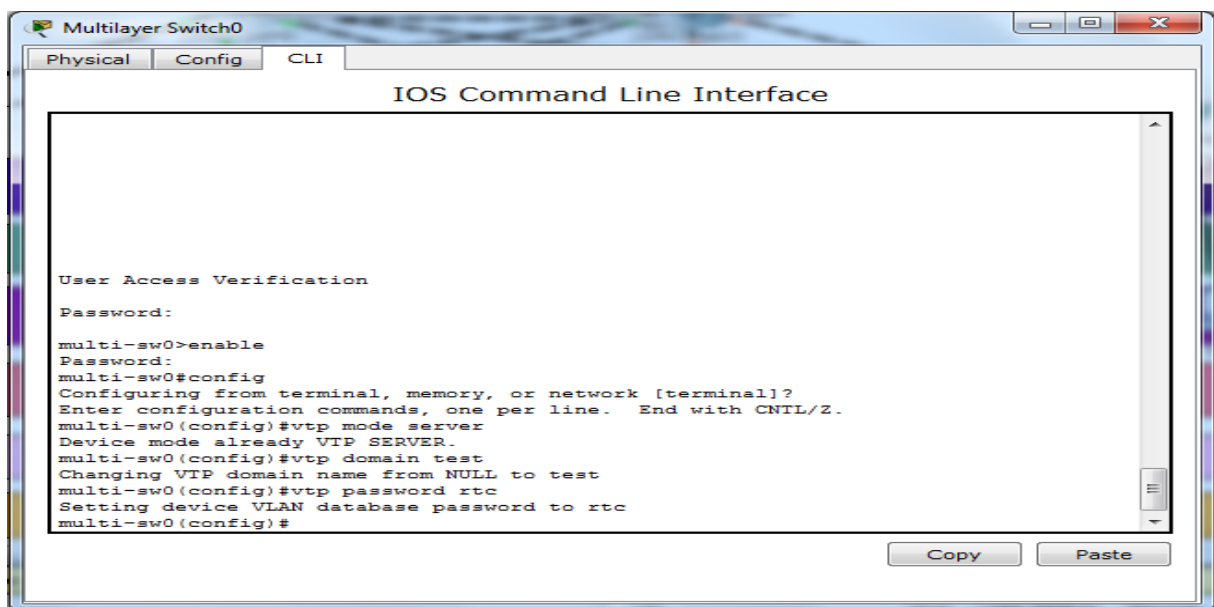 Multilayer Switch0
Physical Config CLI
IOS Command Line Interface
User Access Verification
Password:
multi-sw0>enable
Password:
multi-sw0#config
Configuring from terminal, memory, or network [terminal]?
Enter configuration commands, one per line.  End with CNTL/Z.
multi-sw0(config)#vtp mode server
Device mode already VTP SERVER.
multi-sw0(config)#vtp domain test
Changing VTP domain name from NULL to test
multi-sw0(config)#vtp password rtc
Setting device VLAN database password to rtc
multi-sw0(config)#
Copy Paste